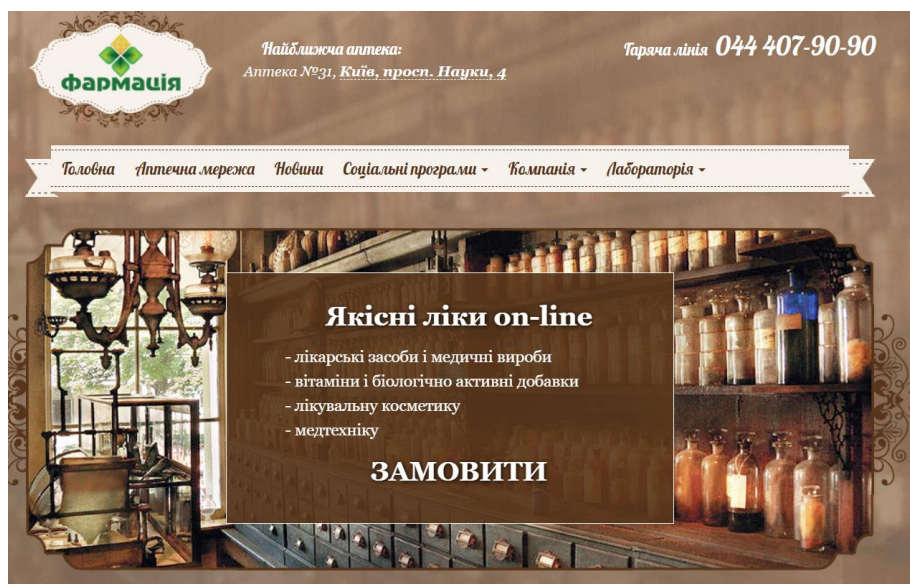 фармація
Найближча аптека:
Аптека №31, Київ, просп. Науки, 4
Гаряча лінія 044 407-90-90
Головна Аптечна мережа Новини Соціальні програми Компанія Лабораторія
Якісні ліки on-line
- лікарські засоби і медичні вироби
- вітаміни і біологічно активні добавки
- лікувальну косметику
- медтехніку
ЗАМОВИТИ